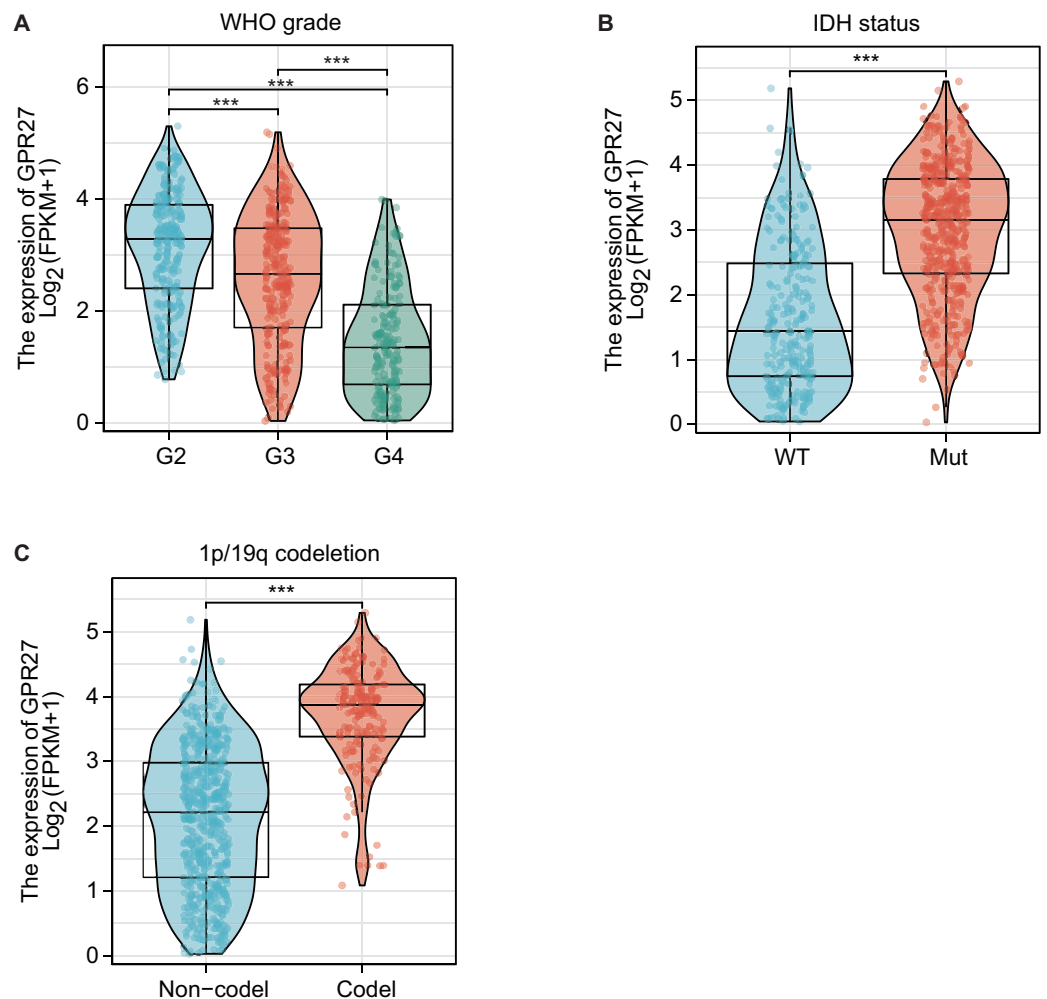 A
WHO grade
The expression of GPR27
Log2(FPKM+1)
6
4
2
0
***
***
***
G2 G3 G4
B
IDH status
The expression of GPR27
Log2(FPKM+1)
5
4
3
2
1
0
***
WT Mut
C
1p/19q codeletion
The expression of GPR27
Log2(FPKM+1)
5
4
3
2
1
0
***
Non−codel Codel